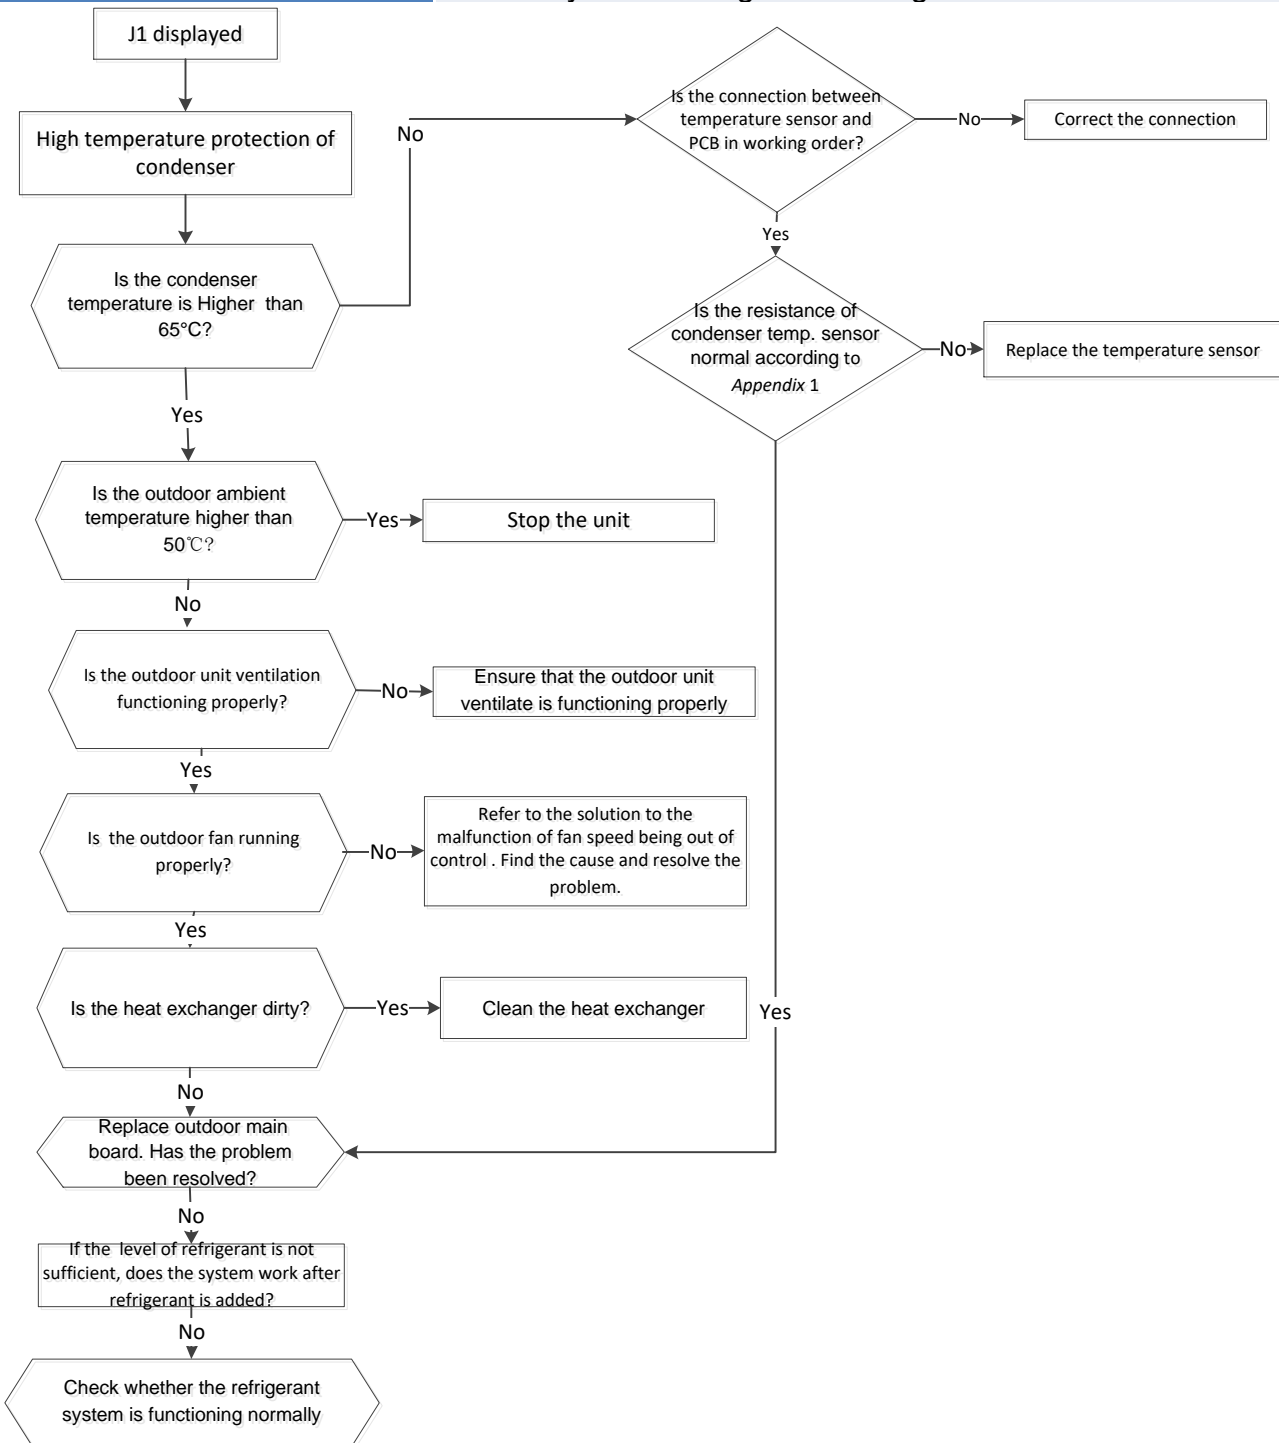 J1 displayed
High temperature protection of
condenser
Is the condenser
temperature is Higher than
65°C?
No
Is the connection between
temperature sensor and
PCB in working order?
No
Correct the connection
Yes
Is the resistance of
condenser temp. sensor
normal according to
Appendix 1
No
Replace the temperature sensor
Yes
Yes
Is the outdoor ambient
temperature higher than
50℃?
Yes
Stop the unit
No
Is the outdoor unit ventilation
functioning properly?
No
Ensure that the outdoor unit
ventilate is functioning properly
Yes
Is the outdoor fan running
properly?
No
Refer to the solution to the
malfunction of fan speed being out of
control . Find the cause and resolve the
problem.
Yes
Is the heat exchanger dirty?
Yes
Clean the heat exchanger
No
Replace outdoor main
board. Has the problem
been resolved?
No
If the level of refrigerant is not
sufficient, does the system work after
refrigerant is added?
No
Check whether the refrigerant
system is functioning normally